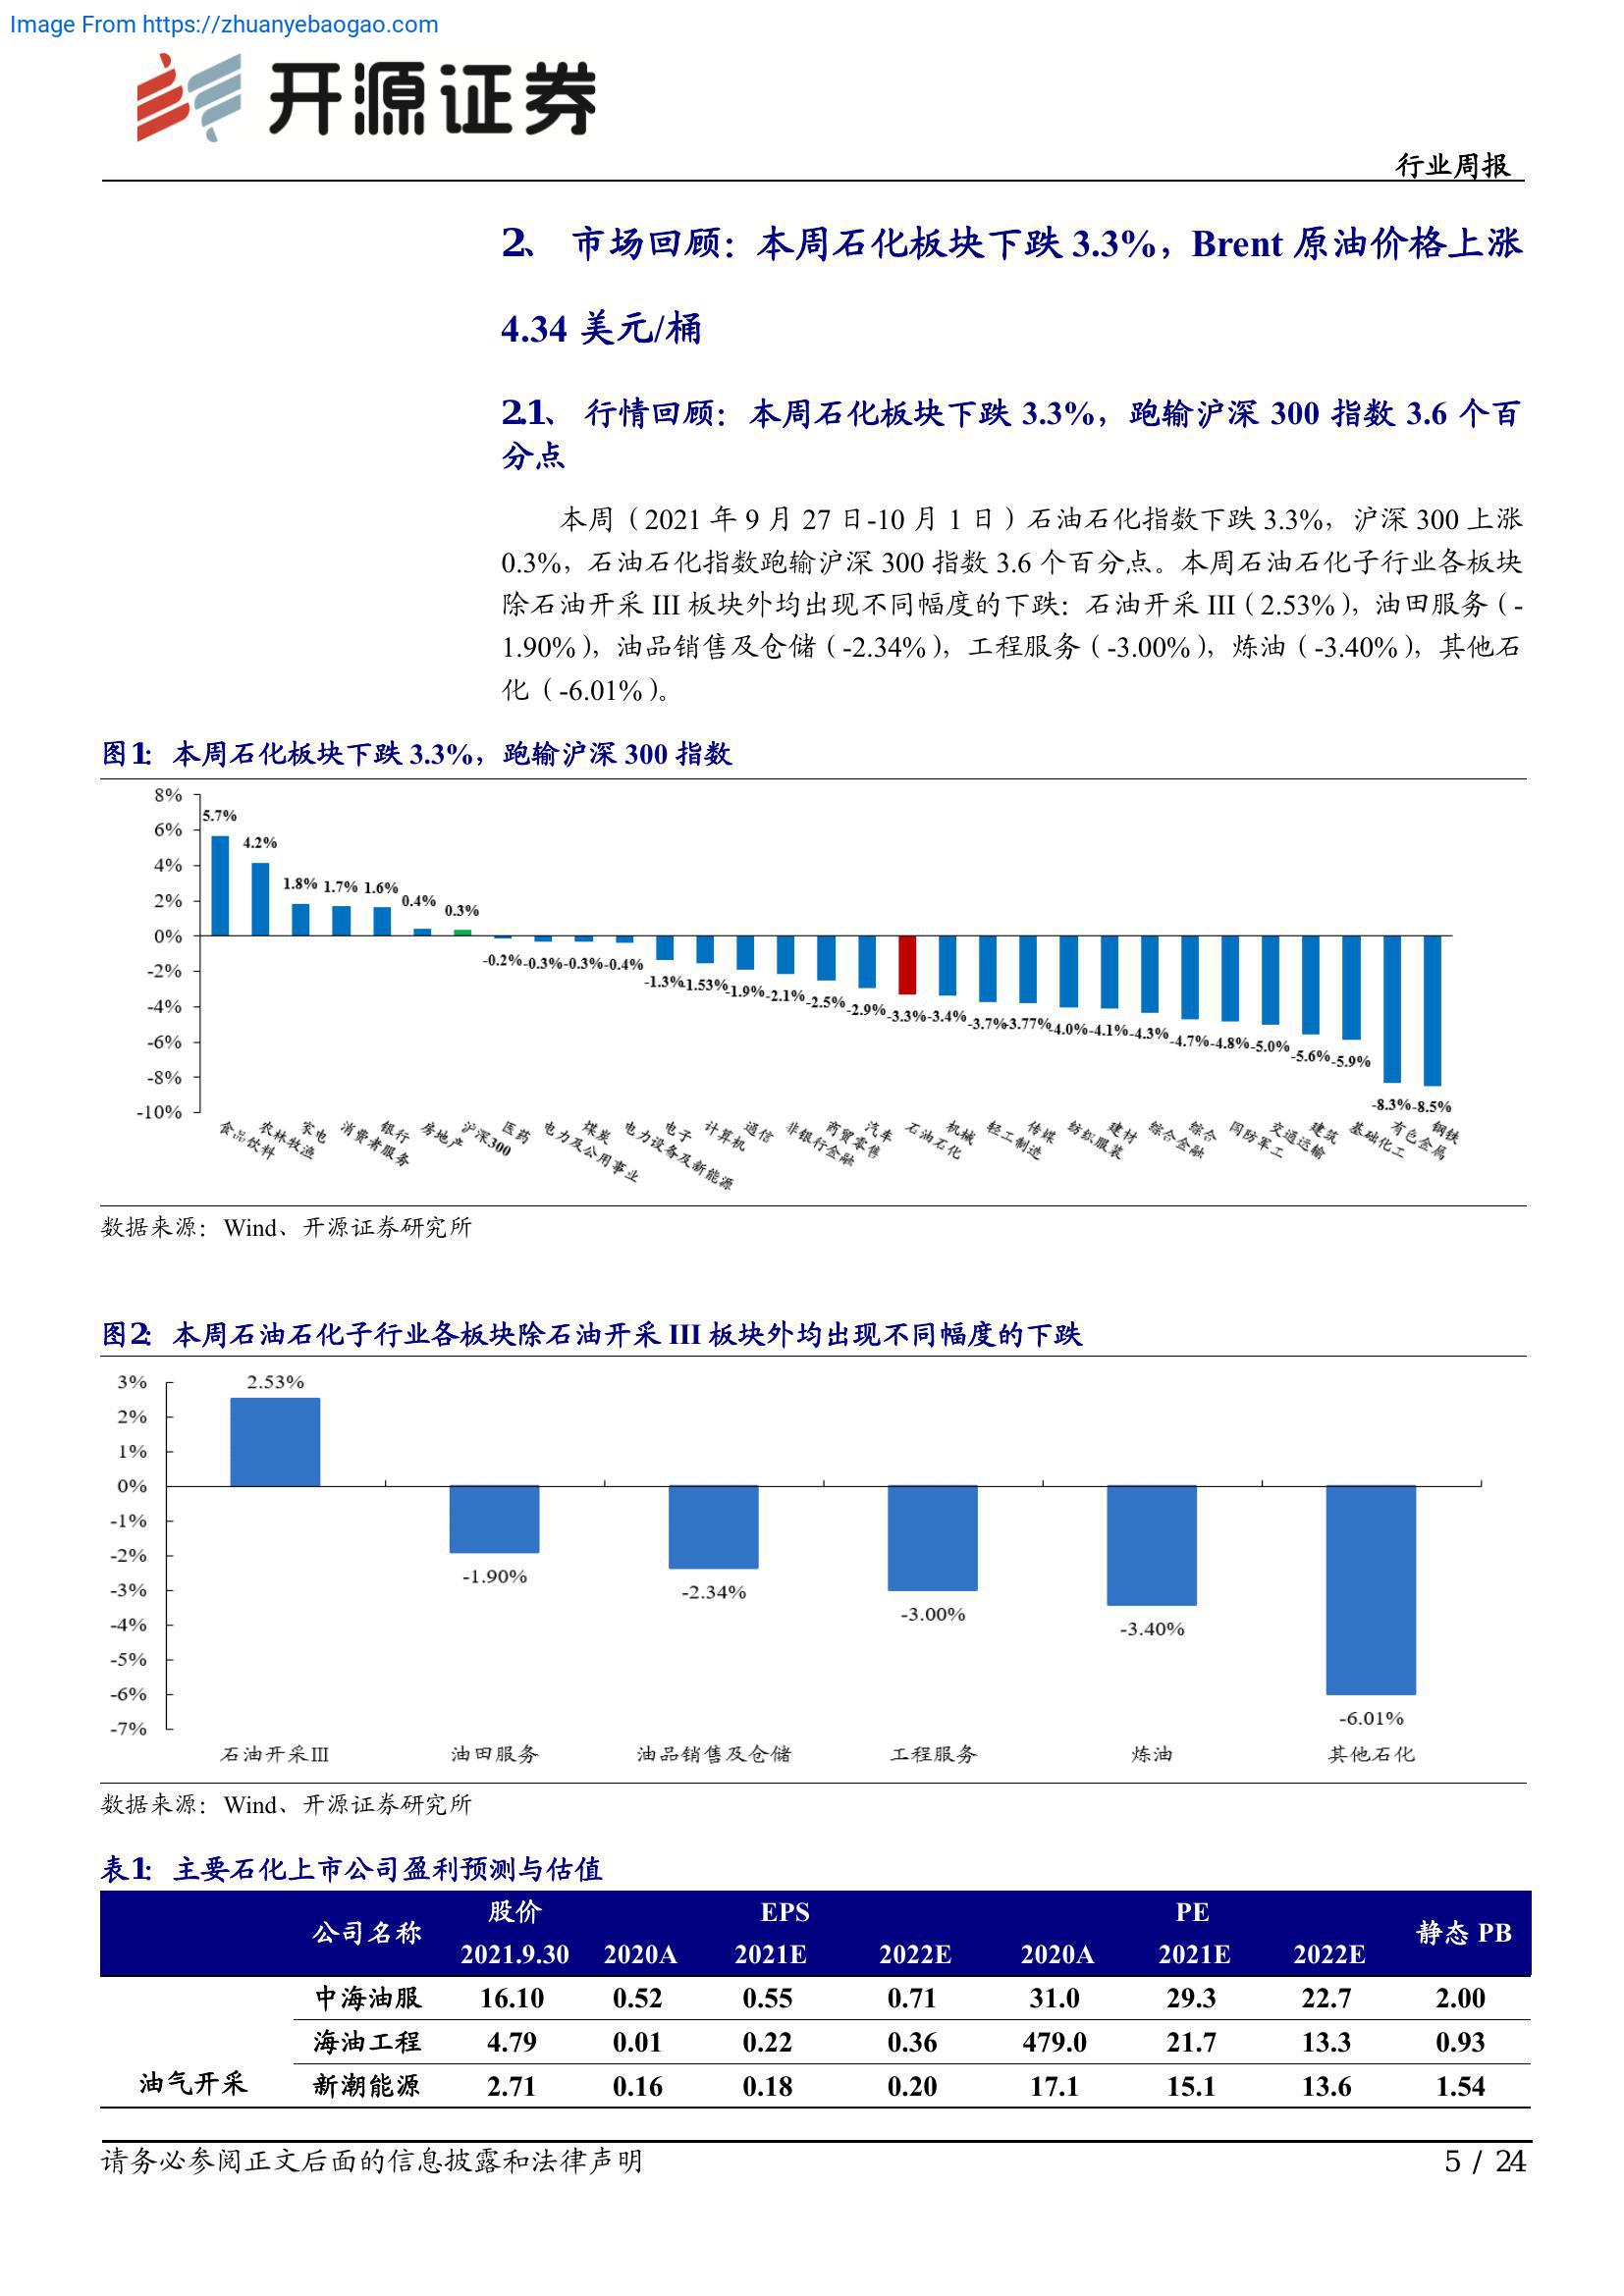 Image From https://zhuanyebaogao.com
开源证券
行业周报
2、 市场回顾：本周石化板块下跌 3.3%，Brent 原油价格上涨
4.34 美元/桶
2.1、 行情回顾：本周石化板块下跌 3.3%，跑输沪深 300 指数 3.6 个百
分点
本周（2021 年 9 月 27 日-10 月 1 日）石油石化指数下跌 3.3%，沪深 300 上涨
0.3%，石油石化指数跑输沪深 300 指数 3.6 个百分点。本周石油石化子行业各板块
除石油开采 III 板块外均出现不同幅度的下跌：石油开采 III（2.53%），油田服务（-
1.90%），油品销售及仓储（-2.34%），工程服务（-3.00%），炼油（-3.40%），其他石
化（-6.01%）。
图1： 本周石化板块下跌 3.3%，跑输沪深 300 指数
8%
6%
4%
2%
0%
-2%
-4%
-6%
-8%
-10%
5.7% 4.2% 1.8% 1.7% 1.6% 0.4% 0.3% -0.2% -0.3% -0.3% -0.4% -1.3% -1.53% -1.9% -2.1% -2.5% -2.9% -3.3% -3.4% -3.7% -3.77% -4.0% -4.1% -4.3% -4.7% -4.8% -5.0% -5.6% -5.9% -8.3% -8.5%
食品饮料 农林牧渔 家电 消费者服务 银行 房地产 沪深300 医药 电力及公用事业 煤炭 电力设备及新能源 电子 计算机 通信 非银行金融 商贸零售 汽车 石油石化 机械 轻工制造 传媒 纺织服装 建材 综合金融 综合 国防军工 交通运输 建筑 基础化工 有色金属 钢铁
数据来源：Wind、开源证券研究所
图2： 本周石油石化子行业各板块除石油开采 III 板块外均出现不同幅度的下跌
3%
2%
1%
0%
-1%
-2%
-3%
-4%
-5%
-6%
-7%
2.53% -1.90% -2.34% -3.00% -3.40% -6.01%
石油开采Ⅲ 油田服务 油品销售及仓储 工程服务 炼油 其他石化
数据来源：Wind、开源证券研究所
表1： 主要石化上市公司盈利预测与估值
公司名称 股价 EPS PE 静态 PB
2021.9.30 2020A 2021E 2022E 2020A 2021E 2022E
中海油服 16.10 0.52 0.55 0.71 31.0 29.3 22.7 2.00
海油工程 4.79 0.01 0.22 0.36 479.0 21.7 13.3 0.93
油气开采 新潮能源 2.71 0.16 0.18 0.20 17.1 15.1 13.6 1.54
请务必参阅正文后面的信息披露和法律声明
5 / 24